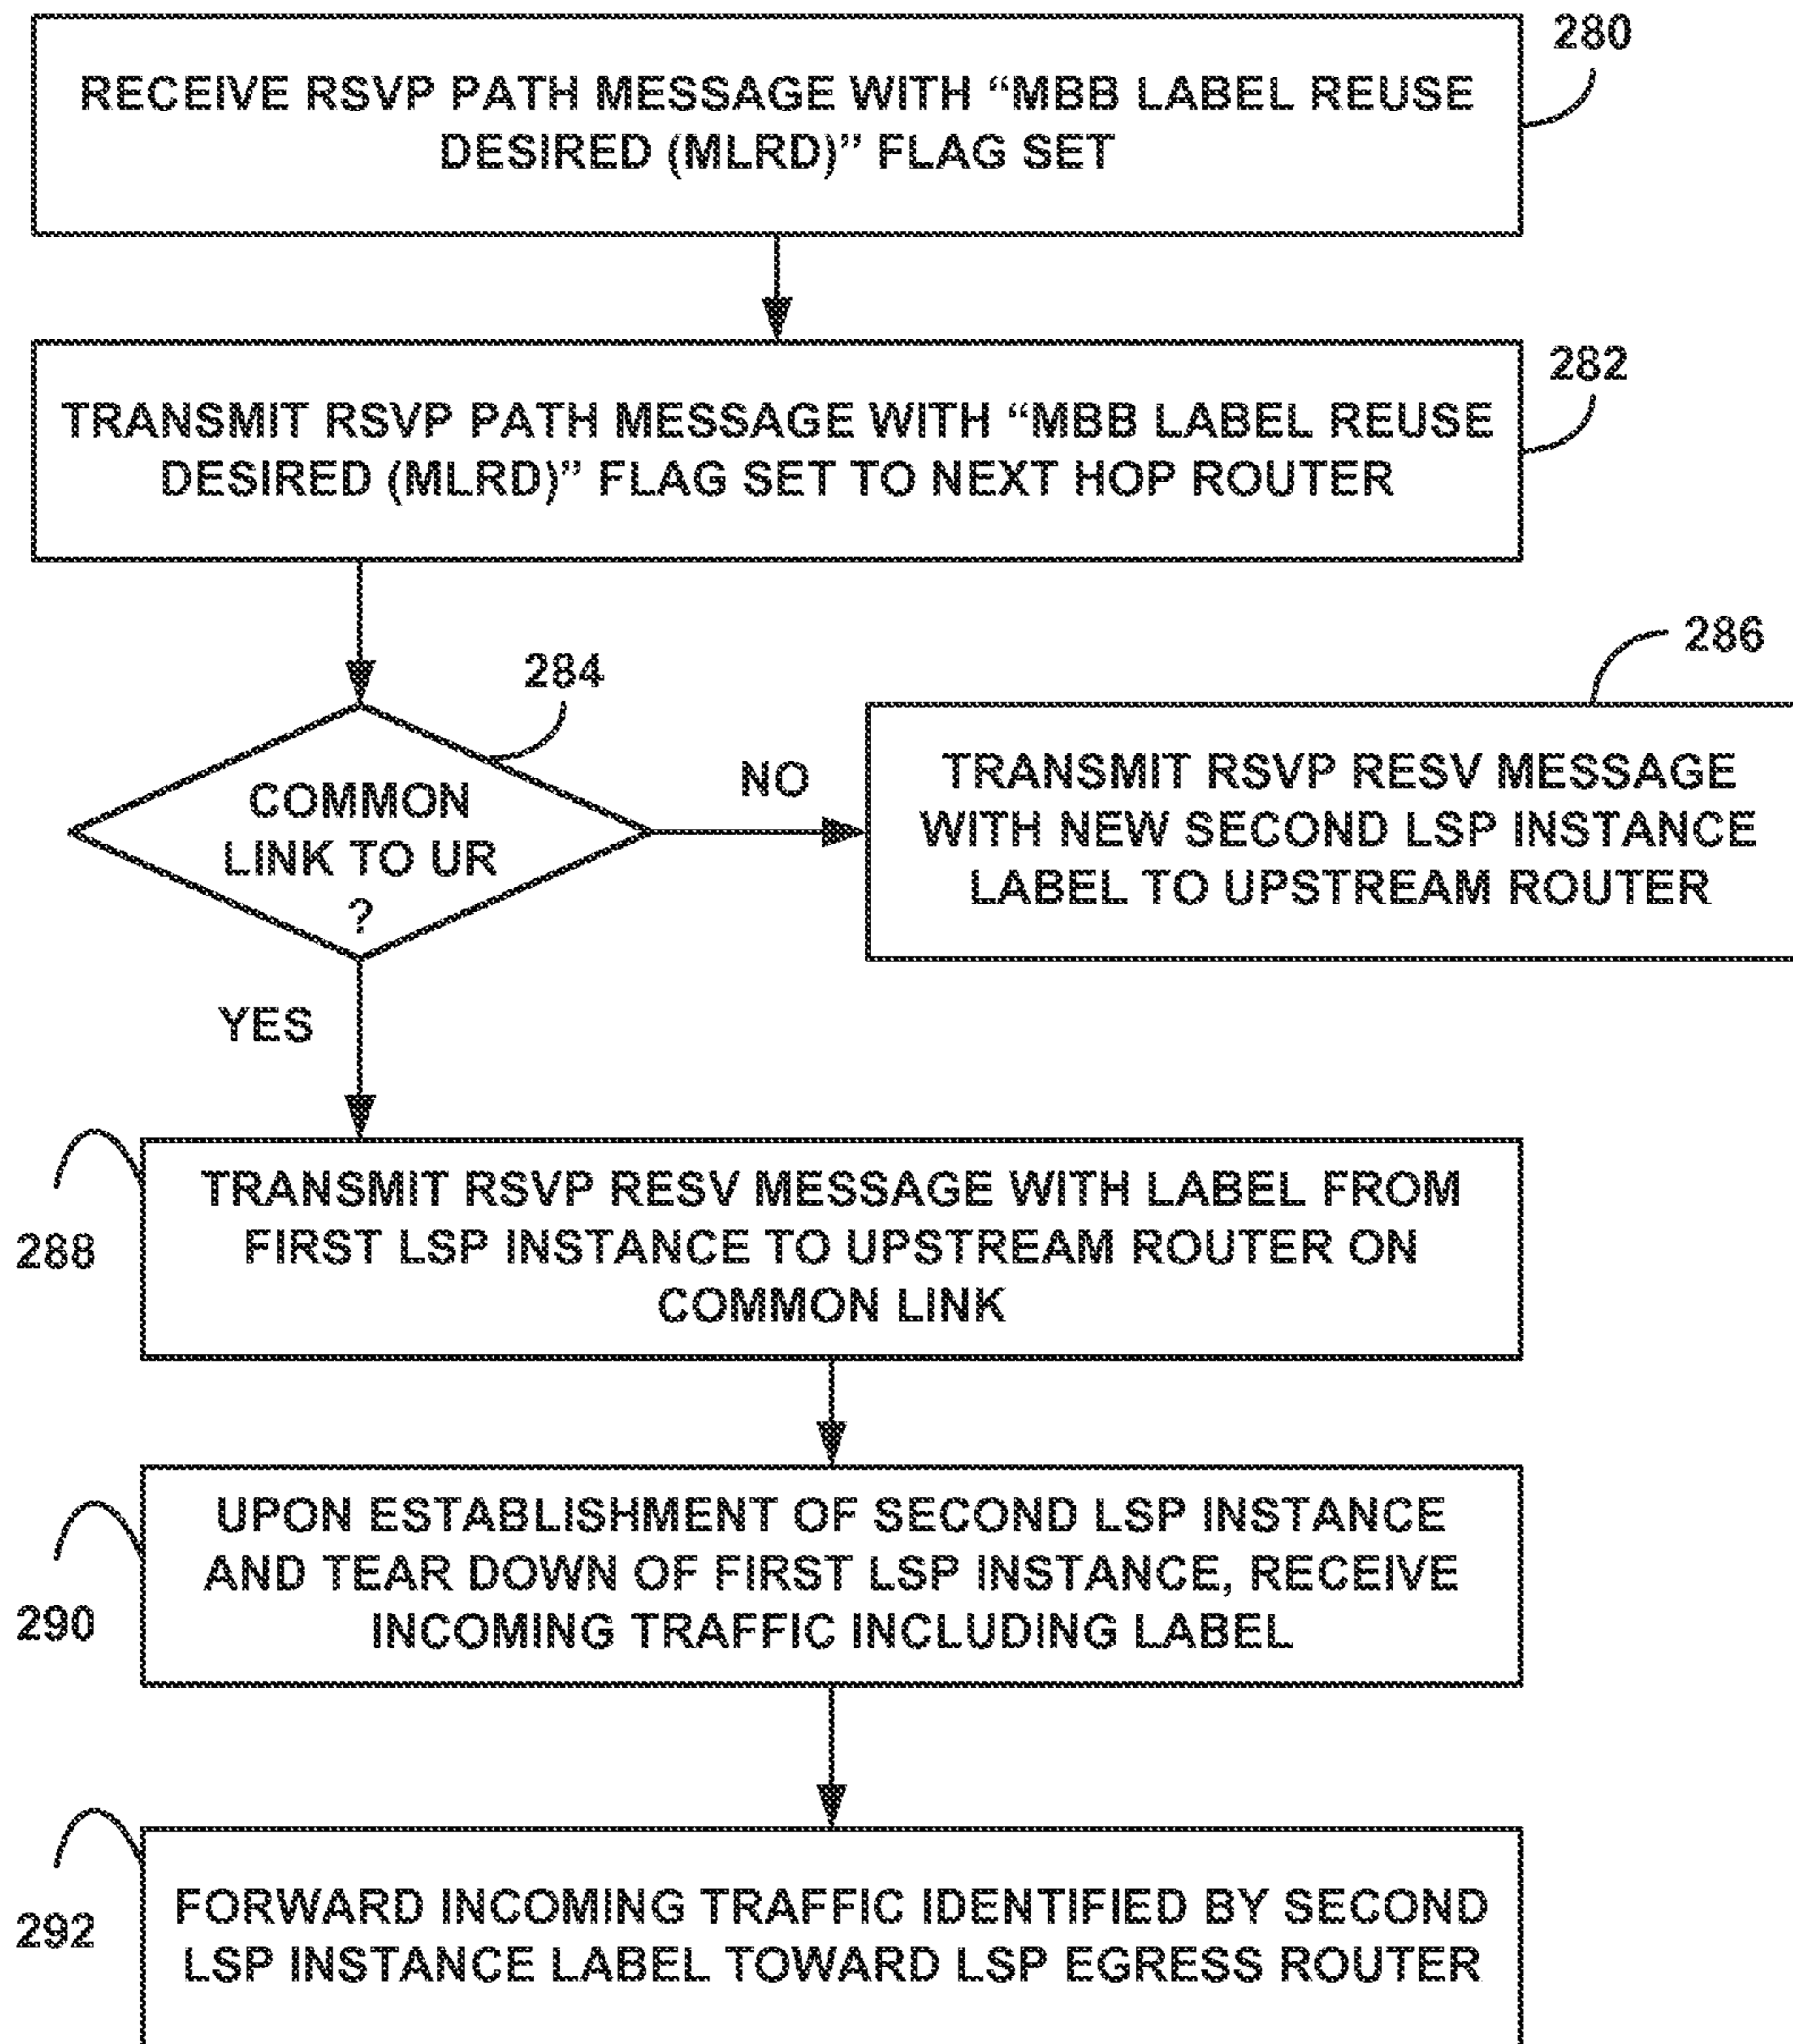 280
RECEIVE RSVP PATH MESSAGE WITH “MBB LABEL REUSE
DESIRED (MLRD)” FLAG SET
282
TRANSMIT RSVP PATH MESSAGE WITH “MBB LABEL REUSE
DESIRED (MLRD)” FLAG SET TO NEXT HOP ROUTER
284
COMMON
LINK TO UR
?
NO
286
TRANSMIT RSVP RESV MESSAGE
WITH NEW SECOND LSP INSTANCE
LABEL TO UPSTREAM ROUTER
YES
288
TRANSMIT RSVP RESV MESSAGE WITH LABEL FROM
FIRST LSP INSTANCE TO UPSTREAM ROUTER ON
COMMON LINK
290
UPON ESTABLISHMENT OF SECOND LSP INSTANCE
AND TEAR DOWN OF FIRST LSP INSTANCE, RECEIVE
INCOMING TRAFFIC INCLUDING LABEL
292
FORWARD INCOMING TRAFFIC IDENTIFIED BY SECOND
LSP INSTANCE LABEL TOWARD LSP EGRESS ROUTER